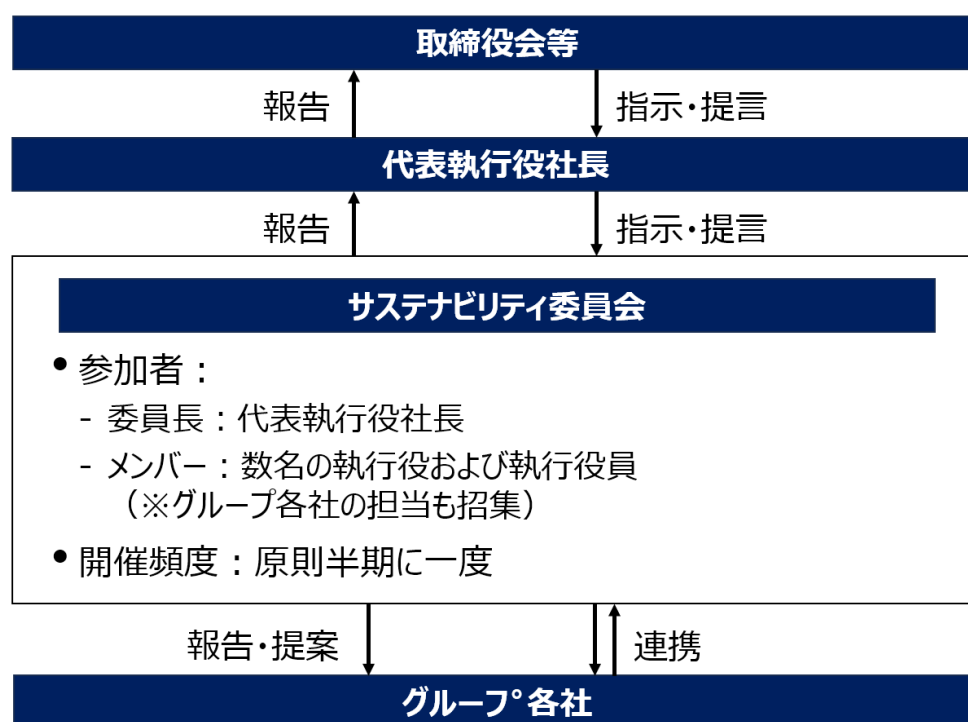 取締役会等
報告 指示・提言
代表執行役社長
報告 指示・提言
サステナビリティ委員会
• 参加者：
- 委員長：代表執行役社長
- メンバー：数名の執行役および執行役員
（※グループ各社の担当も招集）
• 開催頻度：原則半期に一度
報告・提案 連携
グループ各社